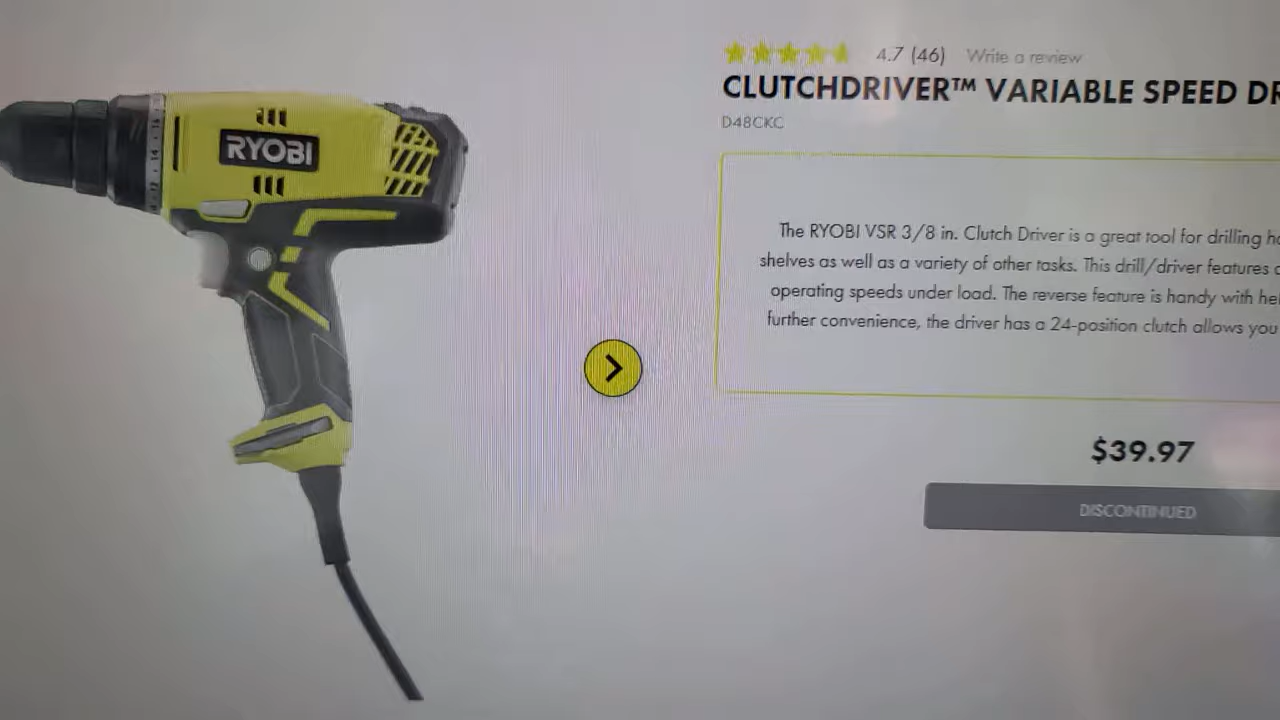 4.7 (46) Write a review
CLUTCHDRIVER™ VARIABLE SPEED
D48CKC
RYOBI
12 14 16
The RYOBI VSR 3/8 in. Clutch Driver is a great tool for drilling
shelves as well as a variety of other tasks. This drill/driver features
operating speeds under load. The reverse feature is handy with
further convenience, the driver has a 24-position clutch allows you
$39.97
DISCONTINUED